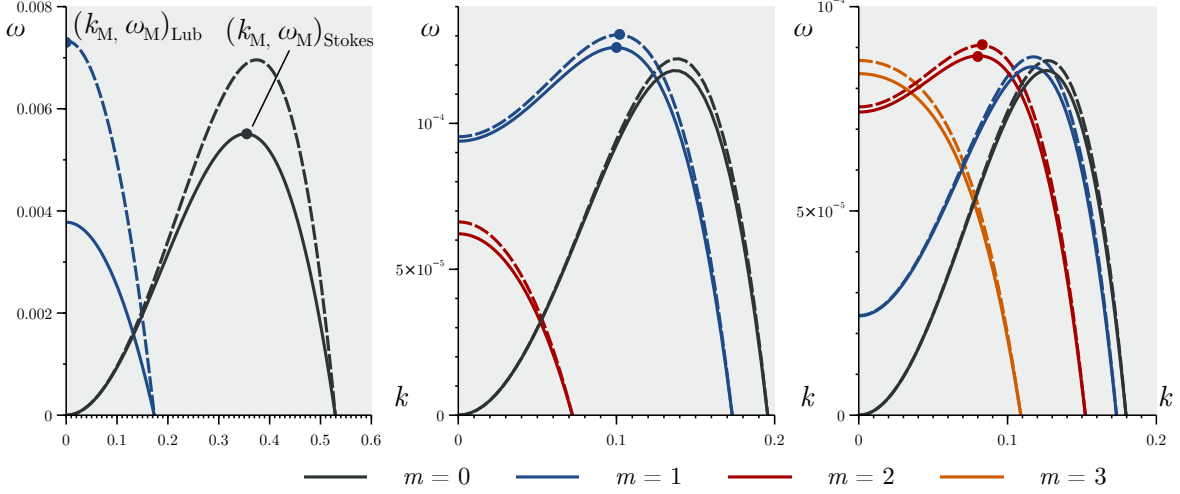 0.008
0.006
0.004
0.002
0
ω
(k_M, ω_M)_Lub
(k_M, ω_M)_Stokes
k
0 0.1 0.2 0.3 0.4 0.5 0.6
ω
10⁻⁴
5×10⁻⁵
0
0 0.1 0.2
ω
10⁻⁴
5×10⁻⁵
0
k
0 0.1 0.2
m = 0 m = 1 m = 2 m = 3